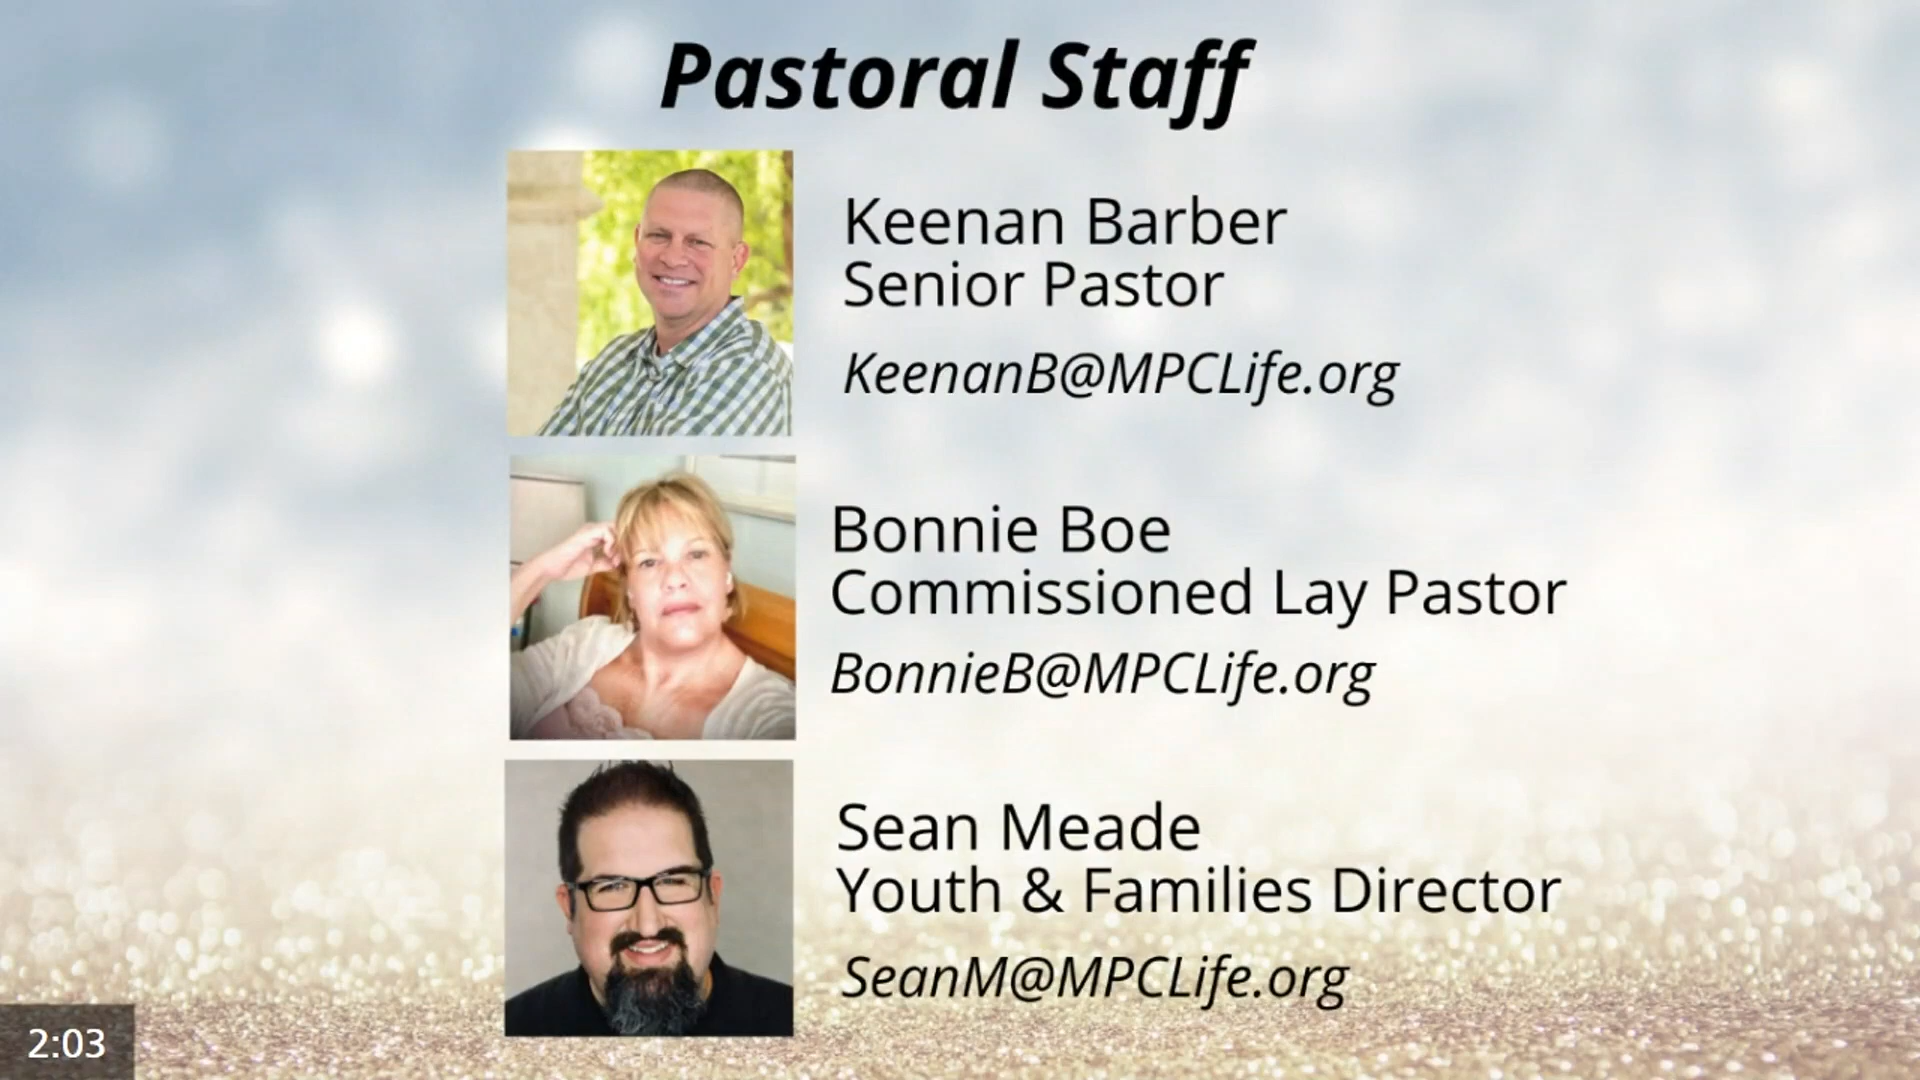 Pastoral Staff
Keenan Barber
Senior Pastor
KeenanB@MPCLife.org
Bonnie Boe
Commissioned Lay Pastor
BonnieB@MPCLife.org
Sean Meade
Youth & Families Director
SeanM@MPCLife.org
2:03